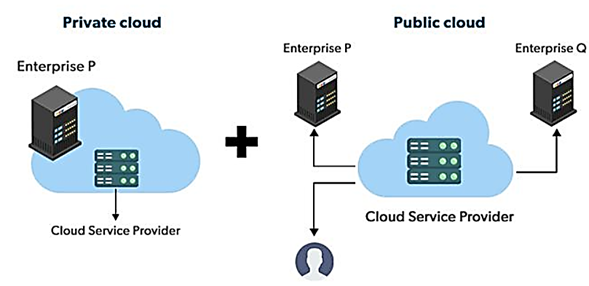 Private cloud
Public cloud
Enterprise P
Enterprise P
Enterprise Q
Cloud Service Provider
Cloud Service Provider